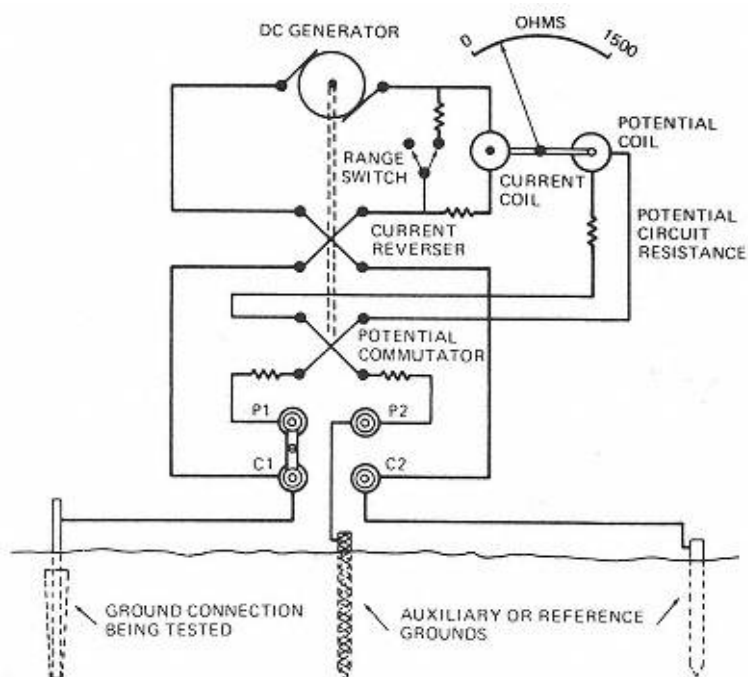 DC GENERATOR
OHMS
0
1500
RANGE
SWITCH
CURRENT
COIL
POTENTIAL
COIL
POTENTIAL
CIRCUIT
RESISTANCE
CURRENT
REVERSER
POTENTIAL
COMMUTATOR
P1
P2
C1
C2
GROUND CONNECTION
BEING TESTED
AUXILIARY OR REFERENCE
GROUNDS